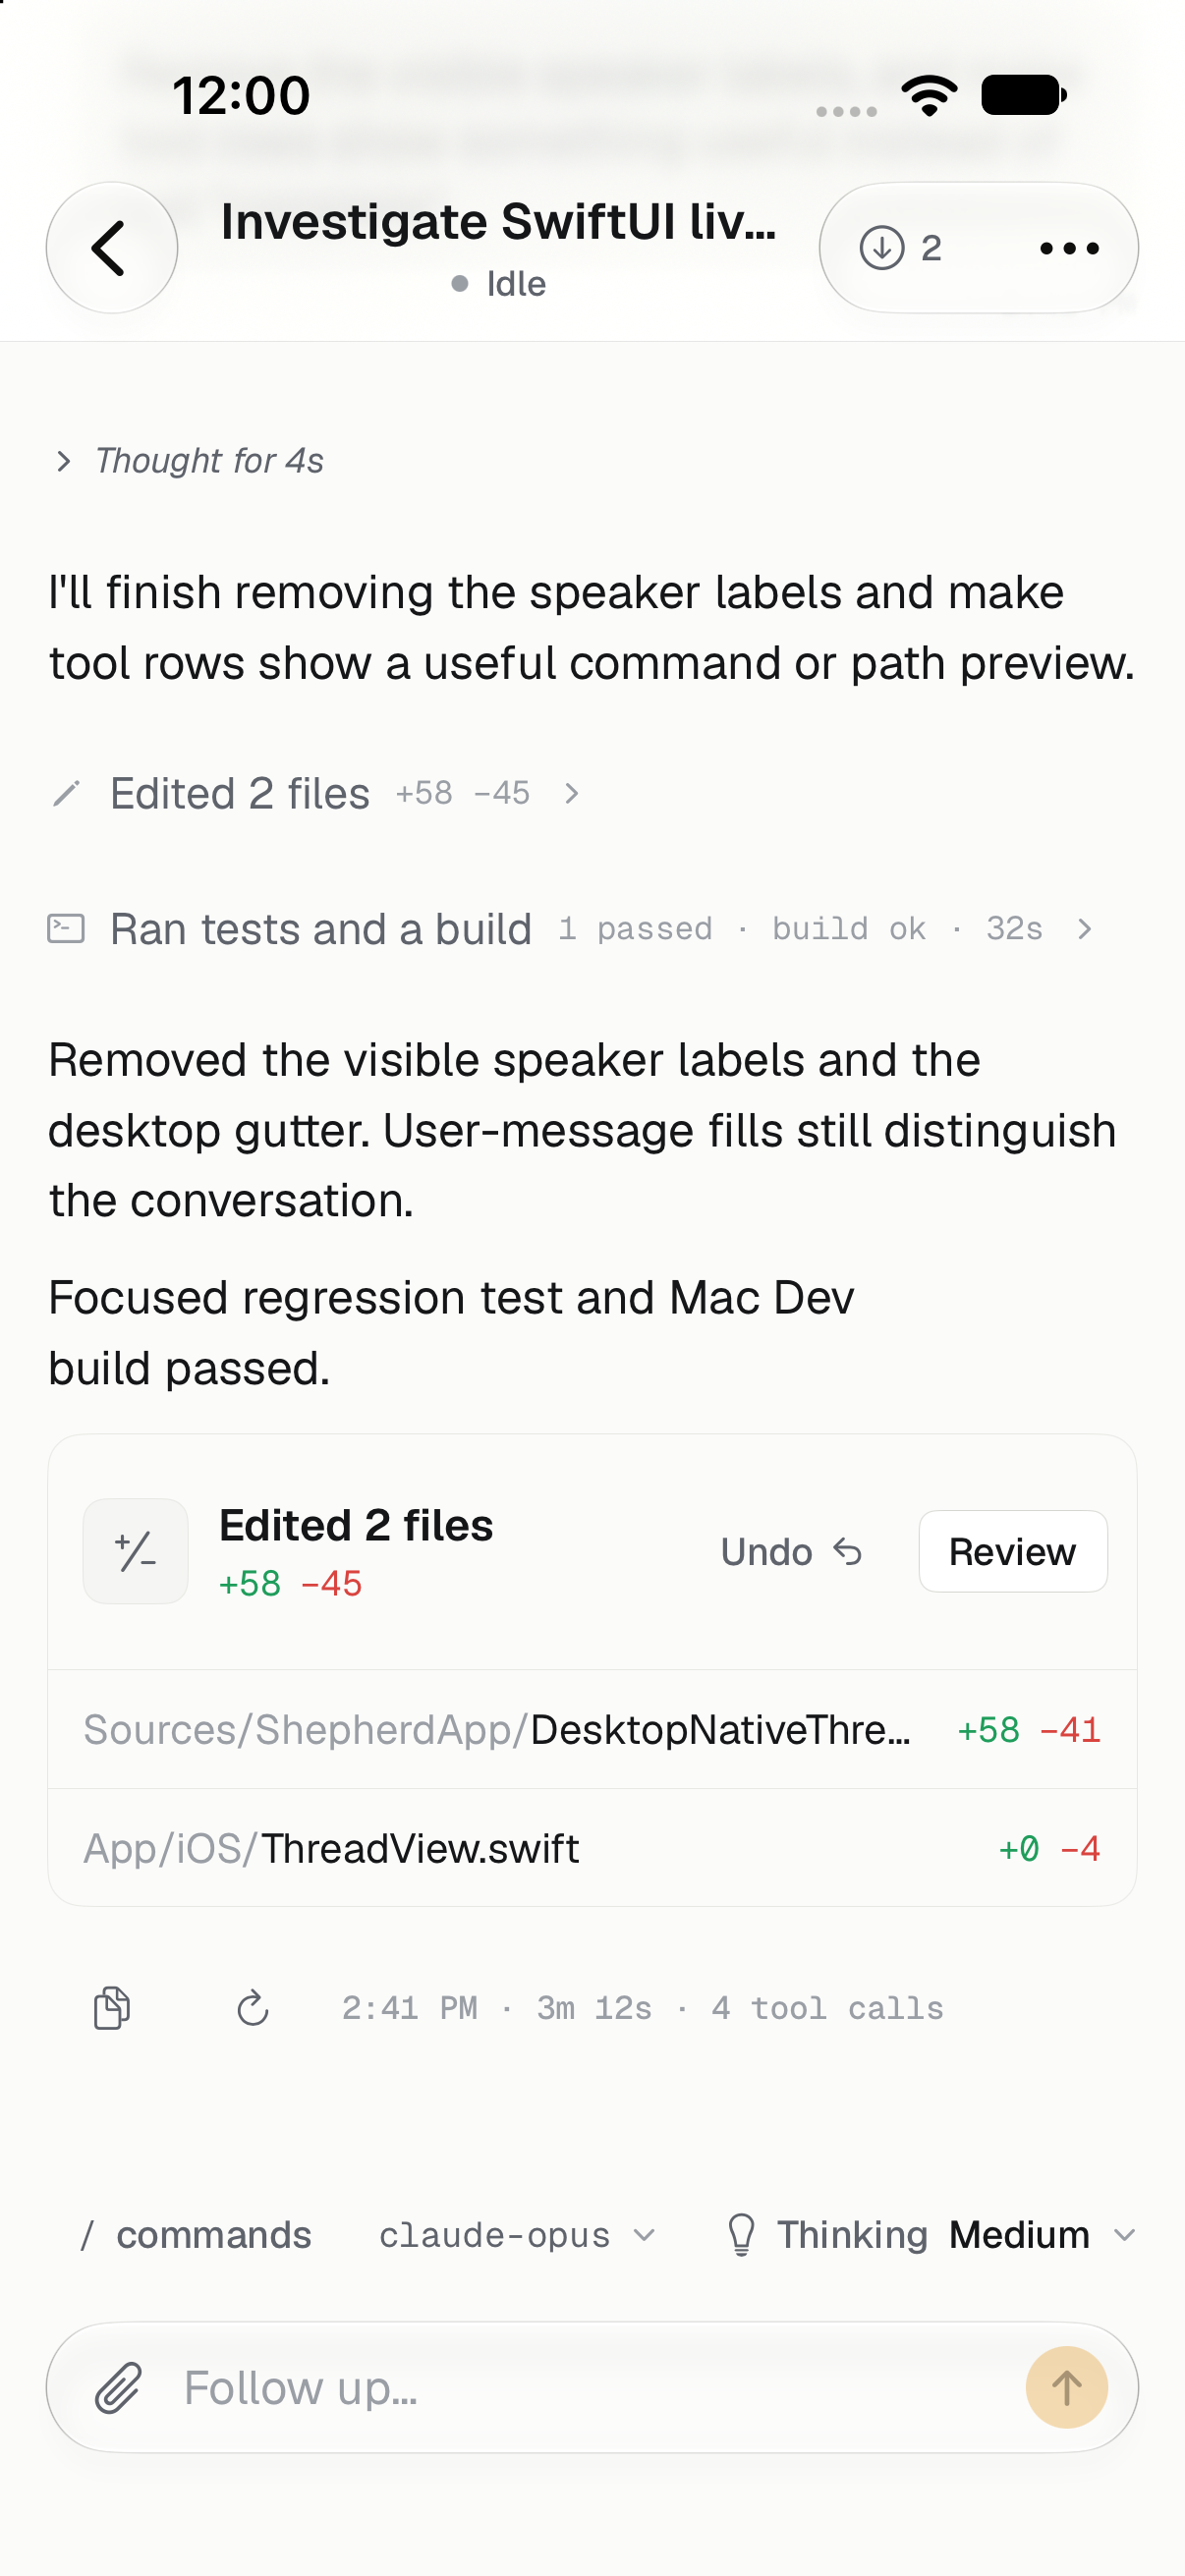 12:00
Investigate SwiftUI liv...
Idle
2
Thought for 4s
I'll finish removing the speaker labels and make
tool rows show a useful command or path preview.
Edited 2 files +58 −45
Ran tests and a build 1 passed · build ok · 32s
Removed the visible speaker labels and the
desktop gutter. User-message fills still distinguish
the conversation.
Focused regression test and Mac Dev
build passed.
Edited 2 files
+58 −45
Undo
Review
Sources/ShepherdApp/DesktopNativeThre... +58 −41
App/iOS/ThreadView.swift +0 −4
2:41 PM · 3m 12s · 4 tool calls
/ commands claude-opus Thinking Medium
Follow up...